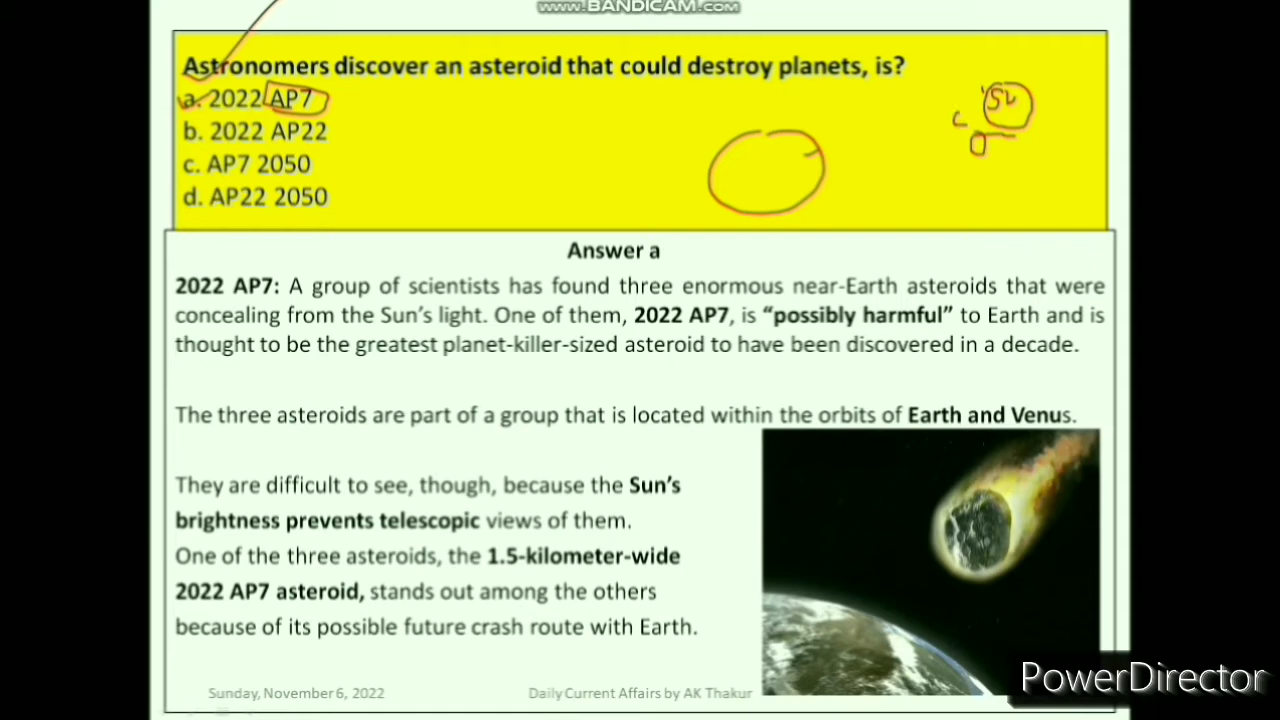 www.BANDICAM.COM
Astronomers discover an asteroid that could destroy planets, is?
a. 2022 AP7
b. 2022 AP22
c. AP7 2050
d. AP22 2050
Answer a
2022 AP7: A group of scientists has found three enormous near-Earth asteroids that were
concealing from the Sun's light. One of them, 2022 AP7, is “possibly harmful” to Earth and is
thought to be the greatest planet-killer-sized asteroid to have been discovered in a decade.
The three asteroids are part of a group that is located within the orbits of Earth and Venus.
They are difficult to see, though, because the Sun's
brightness prevents telescopic views of them.
One of the three asteroids, the 1.5-kilometer-wide
2022 AP7 asteroid, stands out among the others
because of its possible future crash route with Earth.
Sunday, November 6, 2022
Daily Current Affairs by AK Thakur
PowerDirector